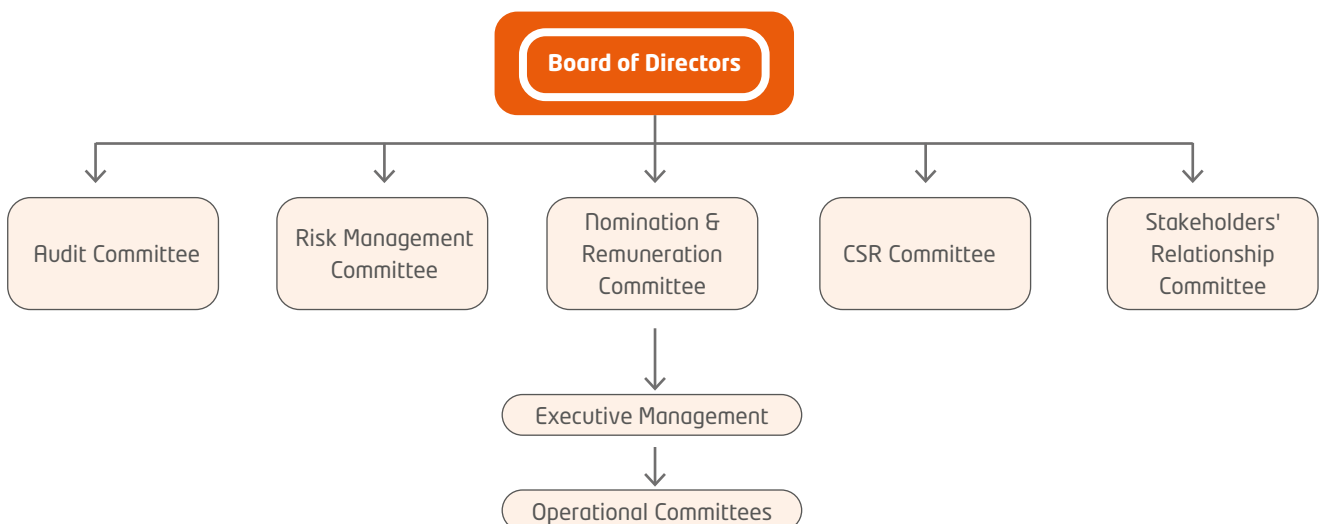 Board of Directors
Audit Committee
Risk Management
Committee
Nomination &
Remuneration
Committee
CSR Committee
Stakeholders'
Relationship
Committee
Executive Management
Operational Committees